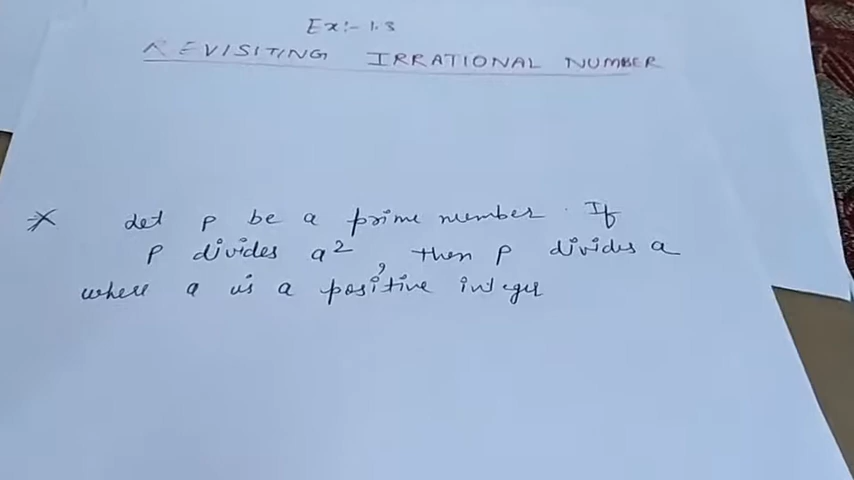 Ex:- 1.3
REVISITING IRRATIONAL NUMBER
* Let p be a prime number. If
p divides a², then p divides a
where a is a positive integer